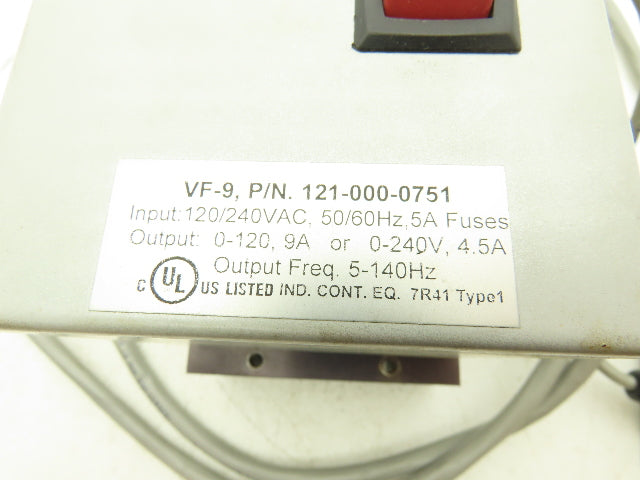 VF-9, P/N. 121-000-0751
Input:120/240VAC, 50/60Hz,5A Fuses
Output: 0-120, 9A or 0-240V, 4.5A
Output Freq. 5-140Hz
C UL US LISTED IND. CONT. EQ. 7R41 Type1